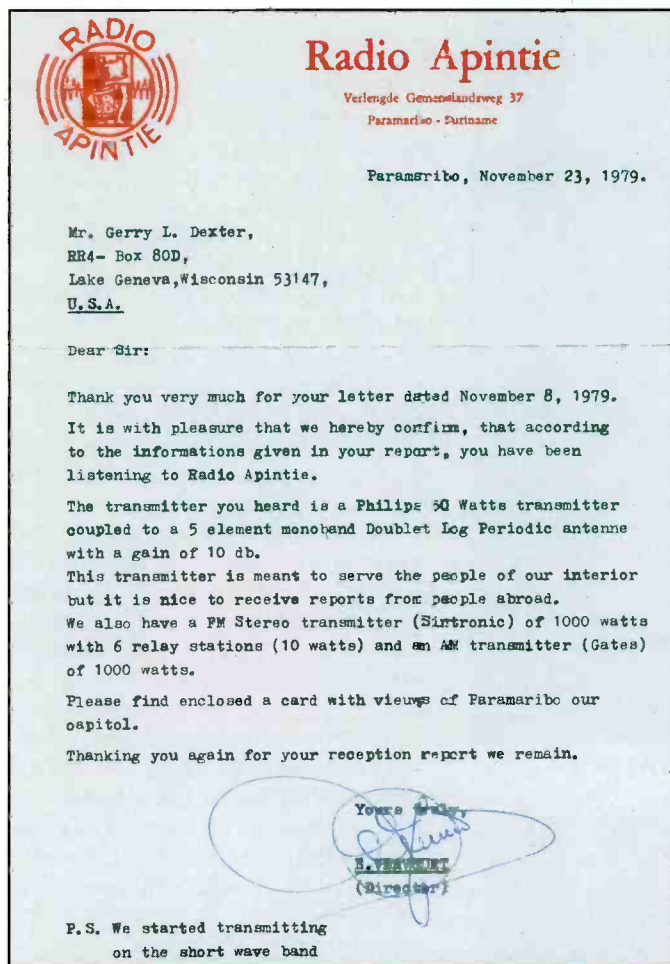 RADIO
APINTIE
Radio Apintie
Verlengde Gemenelandsweg 37
Paramaribo - Suriname
Paramaribo, November 23, 1979.
Mr. Gerry L. Dexter,
RR4- Box 80D,
Lake Geneva,Wisconsin 53147,
U.S.A.
Dear Sir:
Thank you very much for your letter dated November 8, 1979.
It is with pleasure that we hereby confirm, that according
to the informations given in your report, you have been
listening to Radio Apintie.
The transmitter you heard is a Philips 50 Watts transmitter
coupled to a 5 element monoband Doublet Log Periodic antenne
with a gain of 10 db.
This transmitter is meant to serve the people of our interior
but it is nice to receive reports from people abroad.
We also have a FM Stereo transmitter (Sintronic) of 1000 watts
with 6 relay stations (10 watts) and an AM transmitter (Gates)
of 1000 watts.
Please find enclosed a card with vieuws of Paramaribo our
capitol.
Thanking you again for your reception report we remain.
Yours truly,
(Director)
P.S. We started transmitting
on the short wave band